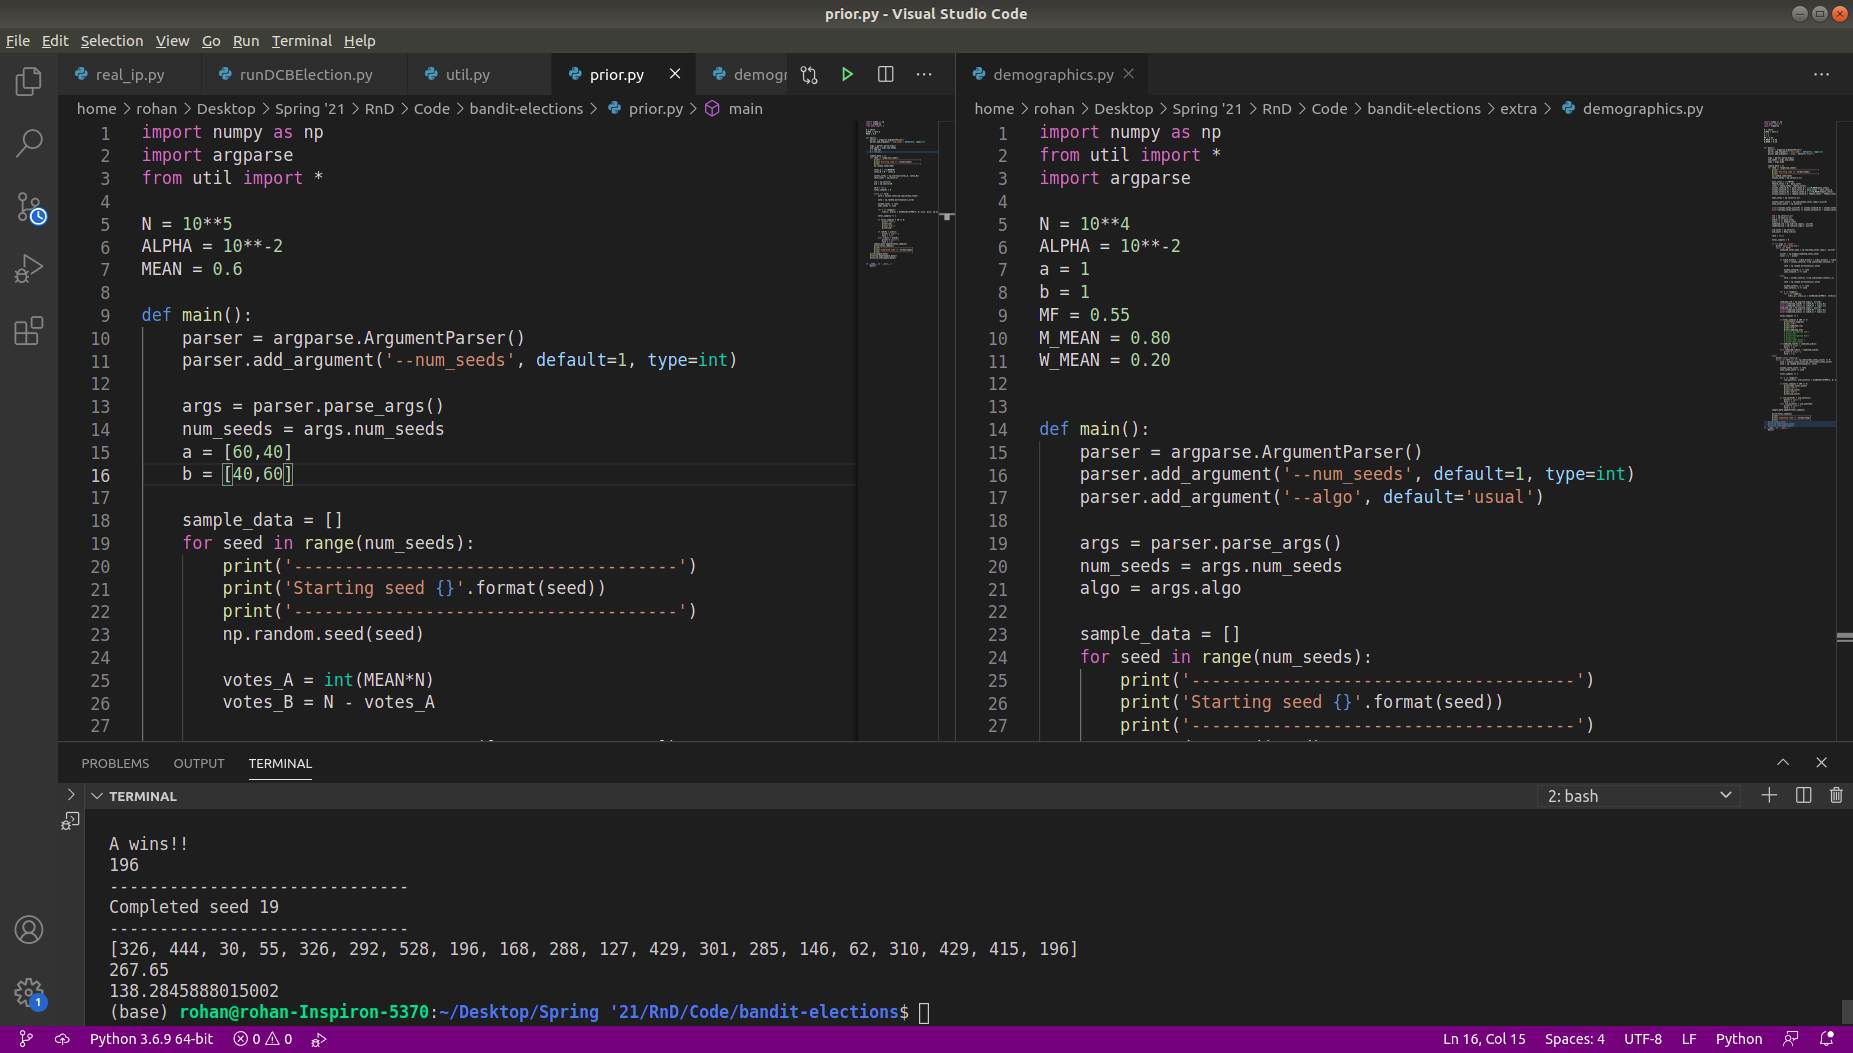 prior.py - Visual Studio Code
File Edit Selection View Go Run Terminal Help
real_ip.py runDCBElection.py util.py prior.py demogr
home > rohan > Desktop > Spring '21 > RnD > Code > bandit-elections > prior.py > main
1 import numpy as np
2 import argparse
3 from util import *
4
5 N = 10**5
6 ALPHA = 10**-2
7 MEAN = 0.6
8
9 def main():
10     parser = argparse.ArgumentParser()
11     parser.add_argument('--num_seeds', default=1, type=int)
12
13     args = parser.parse_args()
14     num_seeds = args.num_seeds
15     a = [60,40]
16     b = [40,60]
17
18     sample_data = []
19     for seed in range(num_seeds):
20         print('--------------------------------------')
21         print('Starting seed {}'.format(seed))
22         print('--------------------------------------')
23         np.random.seed(seed)
24
25         votes_A = int(MEAN*N)
26         votes_B = N - votes_A
27
demographics.py
home > rohan > Desktop > Spring '21 > RnD > Code > bandit-elections > extra > demographics.py
1 import numpy as np
2 from util import *
3 import argparse
4
5 N = 10**4
6 ALPHA = 10**-2
7 a = 1
8 b = 1
9 MF = 0.55
10 M_MEAN = 0.80
11 W_MEAN = 0.20
12
13
14 def main():
15     parser = argparse.ArgumentParser()
16     parser.add_argument('--num_seeds', default=1, type=int)
17     parser.add_argument('--algo', default='usual')
18
19     args = parser.parse_args()
20     num_seeds = args.num_seeds
21     algo = args.algo
22
23     sample_data = []
24     for seed in range(num_seeds):
25         print('--------------------------------------')
26         print('Starting seed {}'.format(seed))
27         print('--------------------------------------')
PROBLEMS OUTPUT TERMINAL
TERMINAL 2: bash
A wins!!
196
------------------------------
Completed seed 19
------------------------------
[326, 444, 30, 55, 326, 292, 528, 196, 168, 288, 127, 429, 301, 285, 146, 62, 310, 429, 415, 196]
267.65
138.2845888015002
(base) rohan@rohan-Inspiron-5370:~/Desktop/Spring '21/RnD/Code/bandit-elections$
1
Python 3.6.9 64-bit 0 0 Ln 16, Col 15 Spaces: 4 UTF-8 LF Python